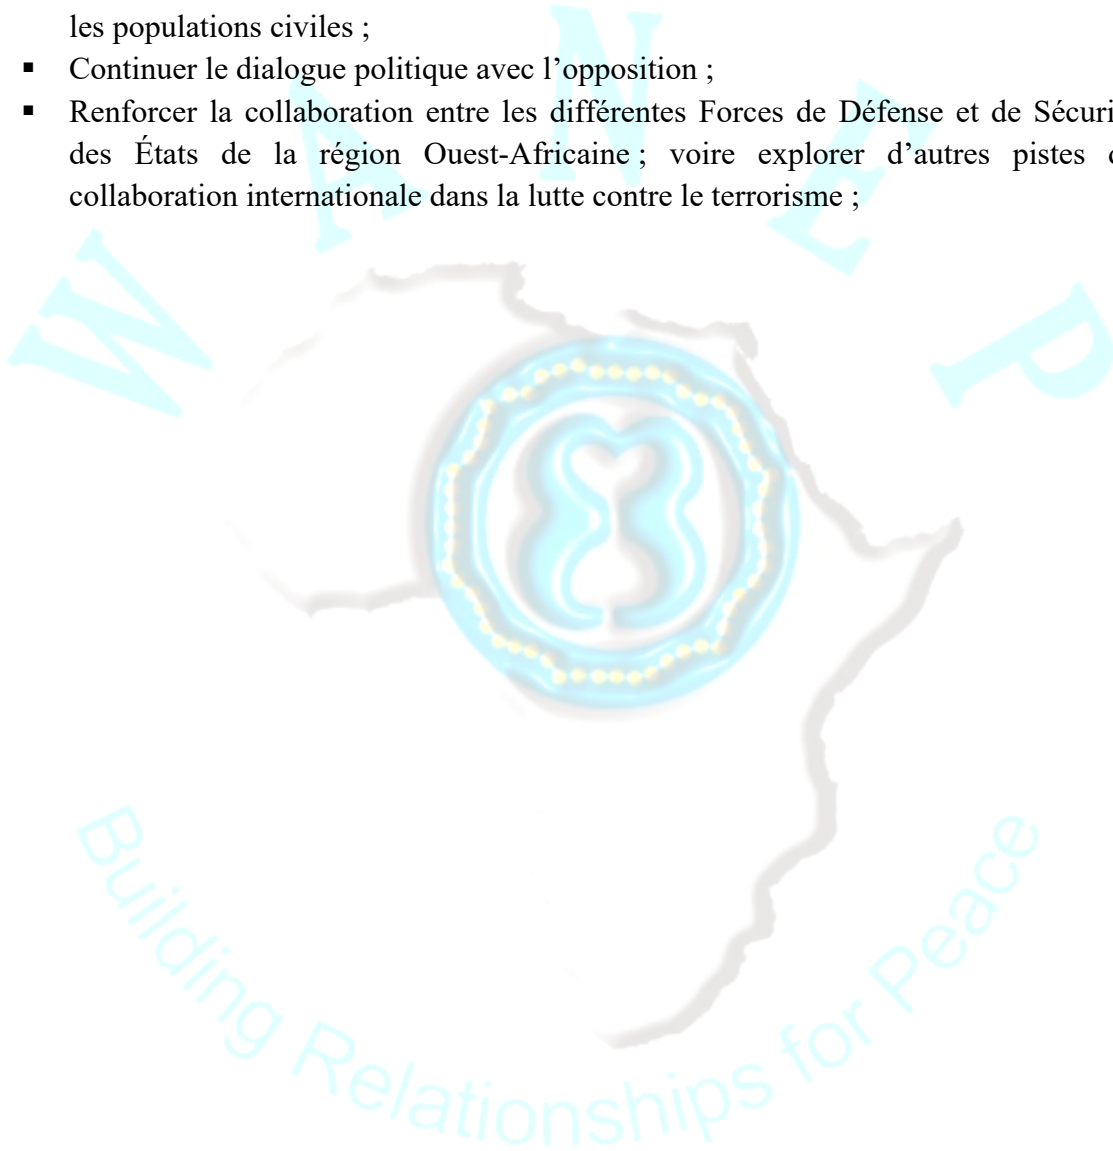 les populations civiles ;
▪ Continuer le dialogue politique avec l’opposition ;
▪ Renforcer la collaboration entre les différentes Forces de Défense et de Sécuri
des États de la région Ouest-Africaine ; voire explorer d’autres pistes
collaboration internationale dans la lutte contre le terrorisme ;
WANEP
Building Relationships for Peace